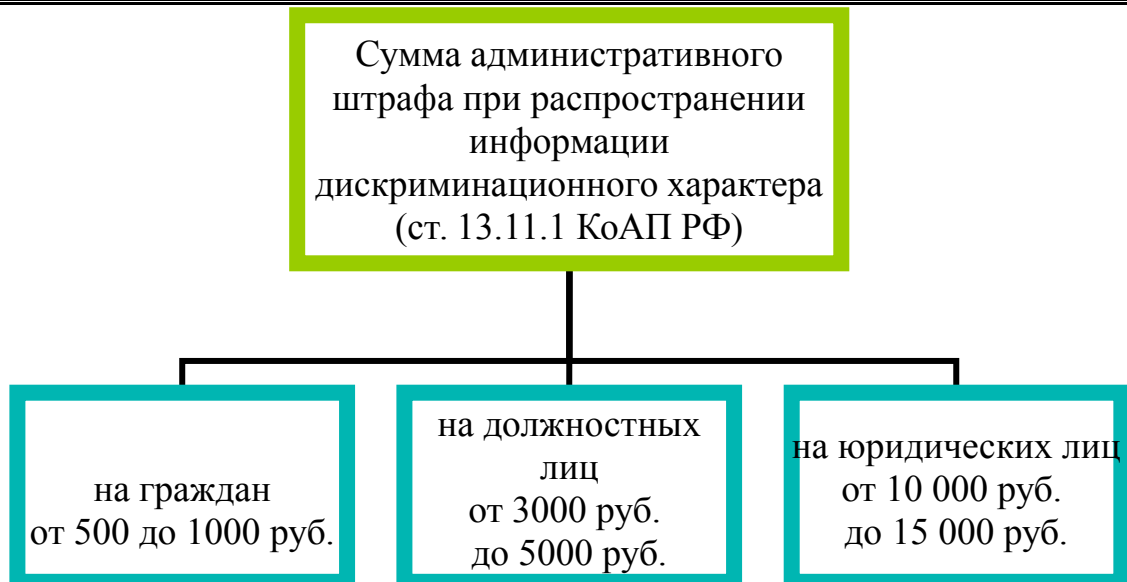 Сумма административного
штрафа при распространении
информации
дискриминационного характера
(ст. 13.11.1 КоАП РФ)
на граждан
от 500 до 1000 руб.
на должностных
лиц
от 3000 руб.
до 5000 руб.
на юридических лиц
от 10 000 руб.
до 15 000 руб.